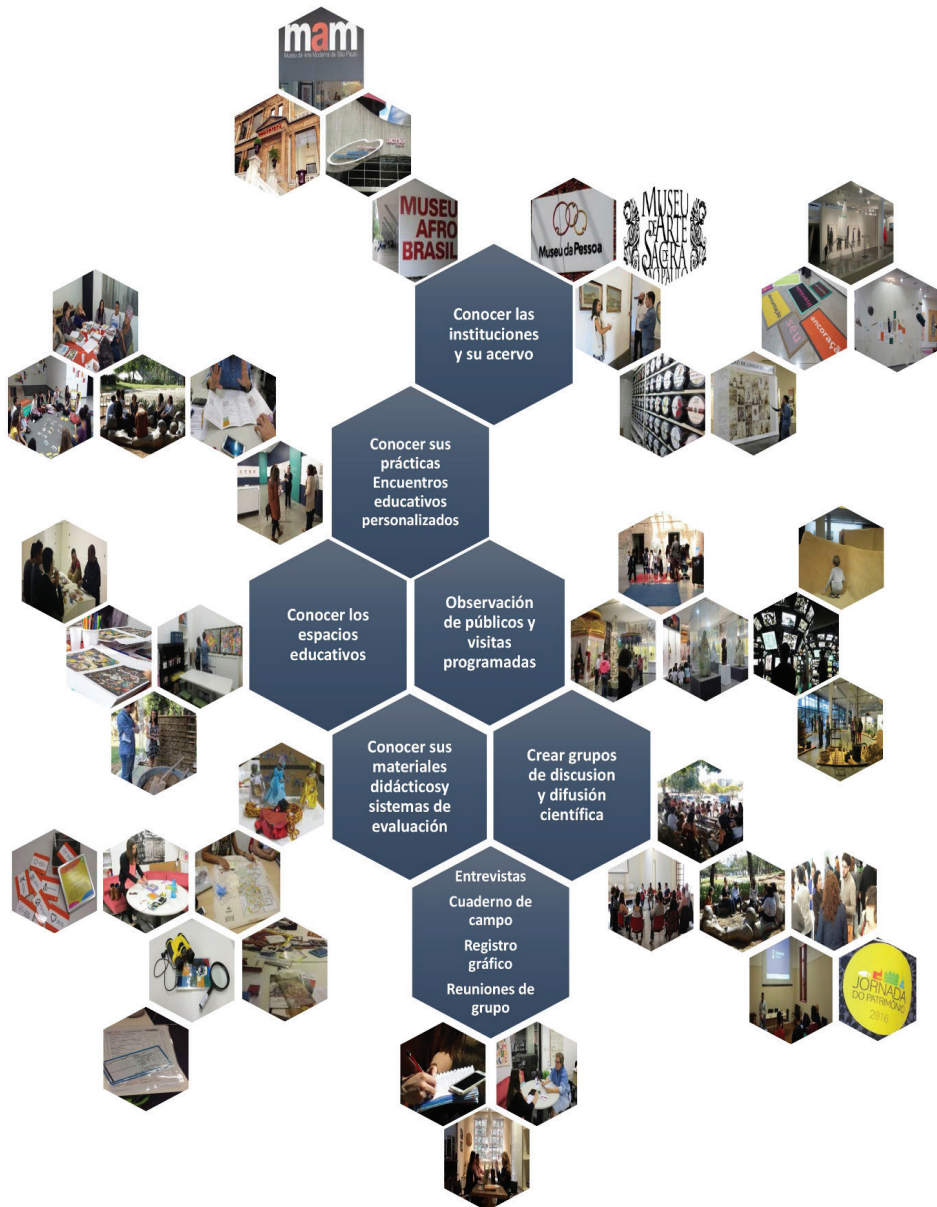 mam
Museu de Arte Moderna de São Paulo
MUSEU
AFRO
BRASIL
Museu da Pessoa
MUSEU
DE ARTE
SACRA
SÃO PAULO
Conocer las
instituciones
y su acervo
ancoração
Conocer sus
prácticas
Encuentros
educativos
personalizados
Conocer los
espacios
educativos
Observación
de públicos y
visitas
programadas
Conocer sus
materiales
didácticosy
sistemas de
evaluación
Crear grupos
de discusion
y difusión
científica
Entrevistas
Cuaderno de
campo
Registro
gráfico
Reuniones de
grupo
JORNADA
DO PATRIMÔNIO
2016